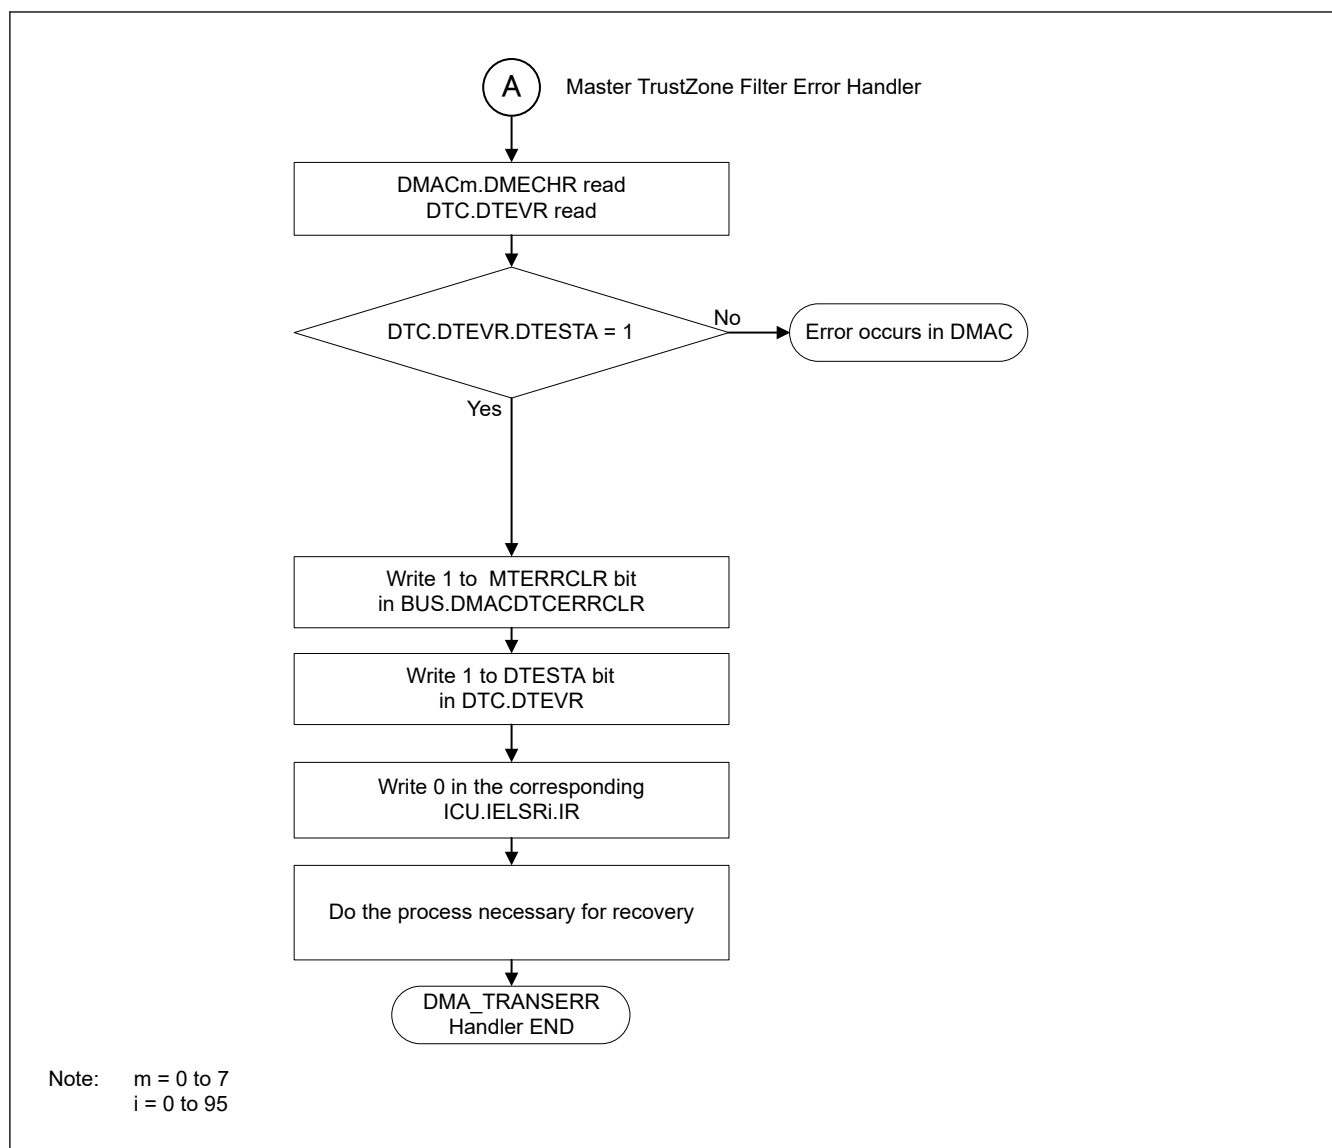 A
Master TrustZone Filter Error Handler
DMACm.DMECHR read
DTC.DTEVR read
DTC.DTEVR.DTESTA = 1
No
Error occurs in DMAC
Yes
Write 1 to  MTERRCLR bit
in BUS.DMACDTCERRCLR
Write 1 to DTESTA bit
in DTC.DTEVR
Write 0 in the corresponding
ICU.IELSRi.IR
Do the process necessary for recovery
DMA_TRANSERR
Handler END
Note: m = 0 to 7
i = 0 to 95